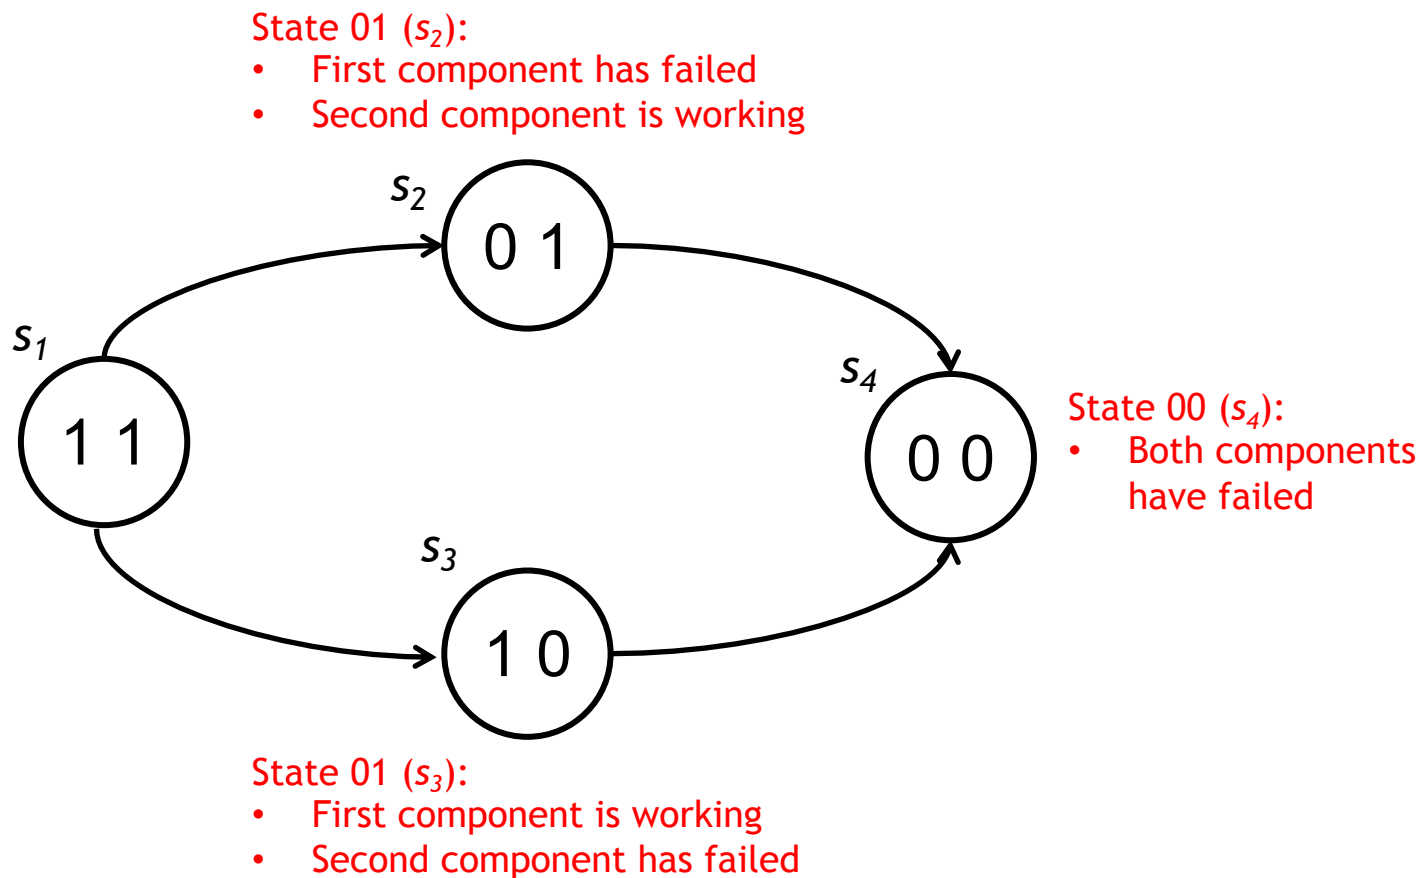 State 01 (s2):
• First component has failed
• Second component is working
s2
0 1
s1
1 1
s4
0 0
State 00 (s4):
• Both components
have failed
s3
1 0
State 01 (s3):
• First component is working
• Second component has failed